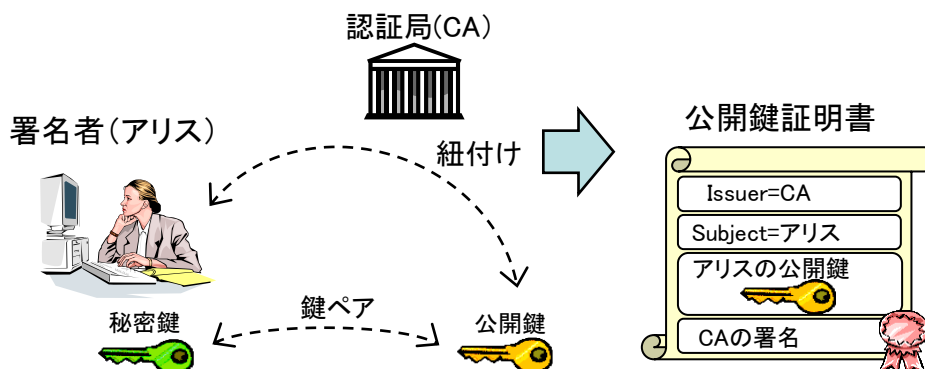 認証局(CA)
署名者(アリス)
紐付け
公開鍵証明書
Issuer=CA
Subject=アリス
アリスの公開鍵
CAの署名
鍵ペア
秘密鍵
公開鍵